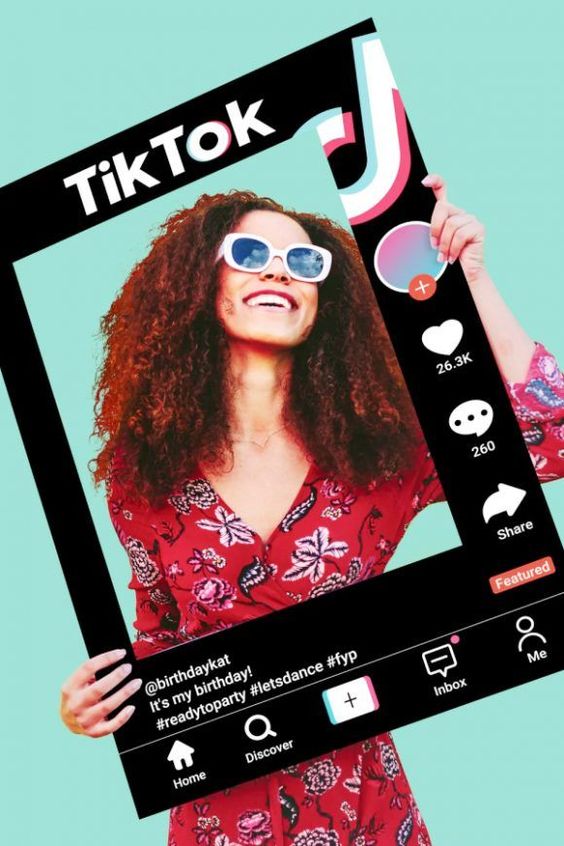 TikTok
26.3K
260
Share
Featured
@birthdaykat
It's my birthday!
#readytoparty #letsdance #fyp
Home
Discover
Inbox
Me